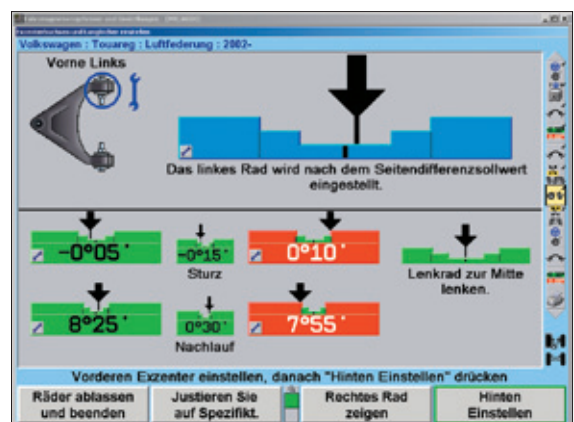 Volkswagen : Touareg : Luftfederung : 2002-
Vorne Links
Das linkes Rad wird nach dem Seitendifferenzsollwert
eingestellt.
-0°05'
-0°15'
0°10'
Sturz
Lenkrad zur Mitte
lenken.
8°25'
0°30'
7°55'
Nachlauf
Vorderen Exzenter einstellen, danach "Hinten Einstellen" drücken
Räder ablassen
und beenden
Justieren Sie
auf Spezifikt.
Rechtes Rad
zeigen
Hinten
Einstellen